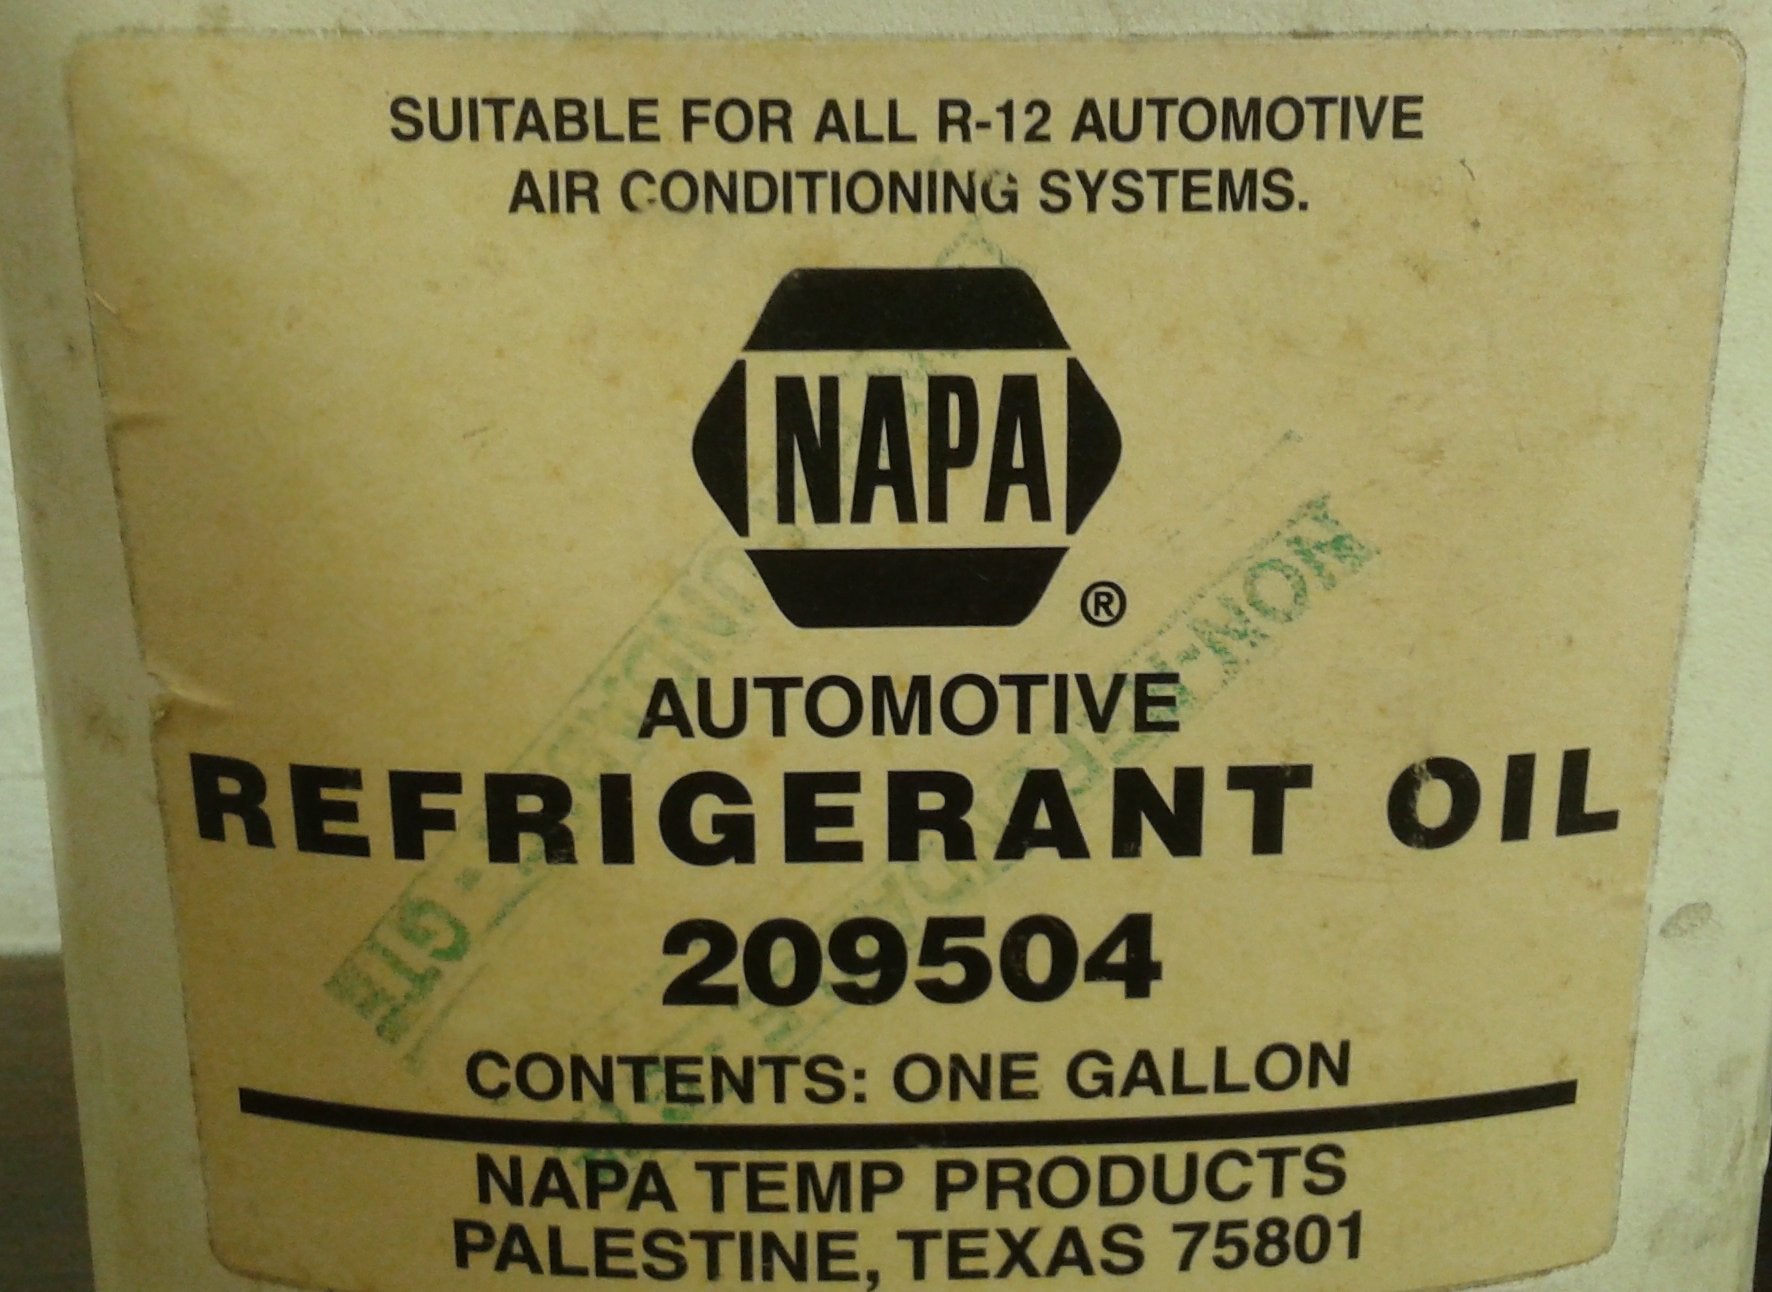 SUITABLE FOR ALL R-12 AUTOMOTIVE
AIR CONDITIONING SYSTEMS.
NAPA
®
AUTOMOTIVE
REFRIGERANT OIL
209504
CONTENTS: ONE GALLON
NAPA TEMP PRODUCTS
PALESTINE, TEXAS 75801